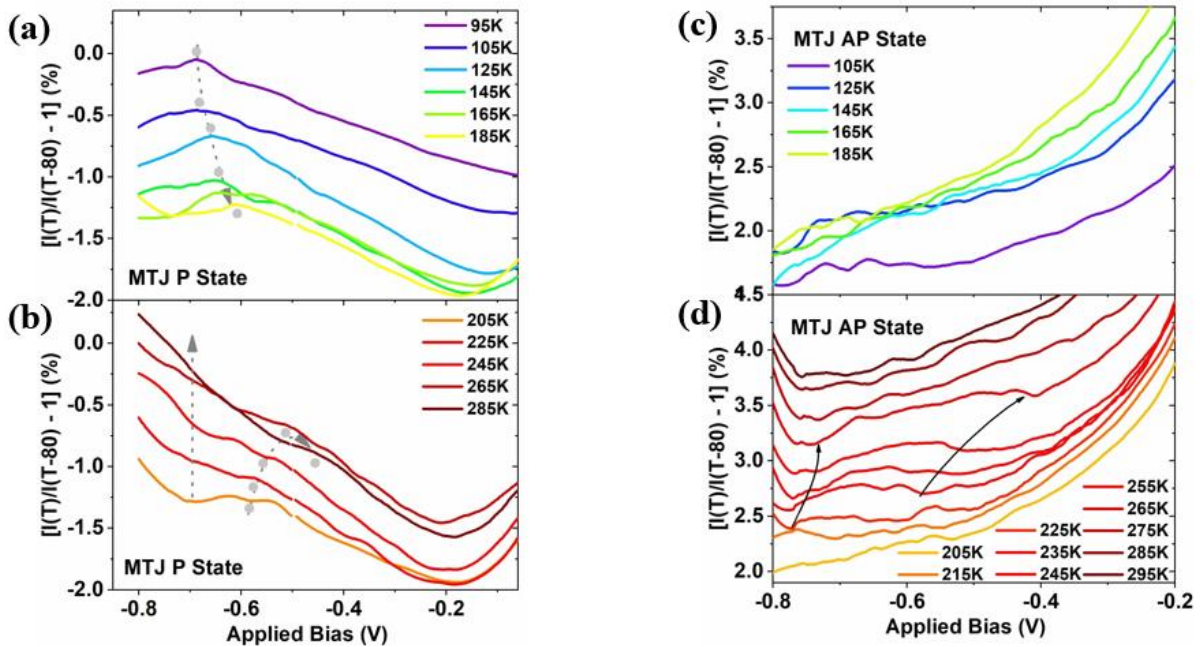 (a)
[I(T)/I(T-80) - 1] (%)
0.0
-0.5
-1.0
-1.5
-2.0
95K
105K
125K
145K
165K
185K
MTJ P State
(b)
[I(T)/I(T-80) - 1] (%)
0.0
-0.5
-1.0
-1.5
-2.0
205K
225K
245K
265K
285K
MTJ P State
-0.8 -0.6 -0.4 -0.2
Applied Bias (V)
(c)
[I(T)/I(T-80) - 1] (%)
3.75
3.0
2.5
2.0
1.5
MTJ AP State
105K
125K
145K
165K
185K
(d)
[I(T)/I(T-80) - 1] (%)
4.5
4.0
3.5
3.0
2.5
2.0
MTJ AP State
255K
265K
225K 275K
205K 235K 285K
215K 245K 295K
-0.8 -0.6 -0.4 -0.2
Applied Bias (V)